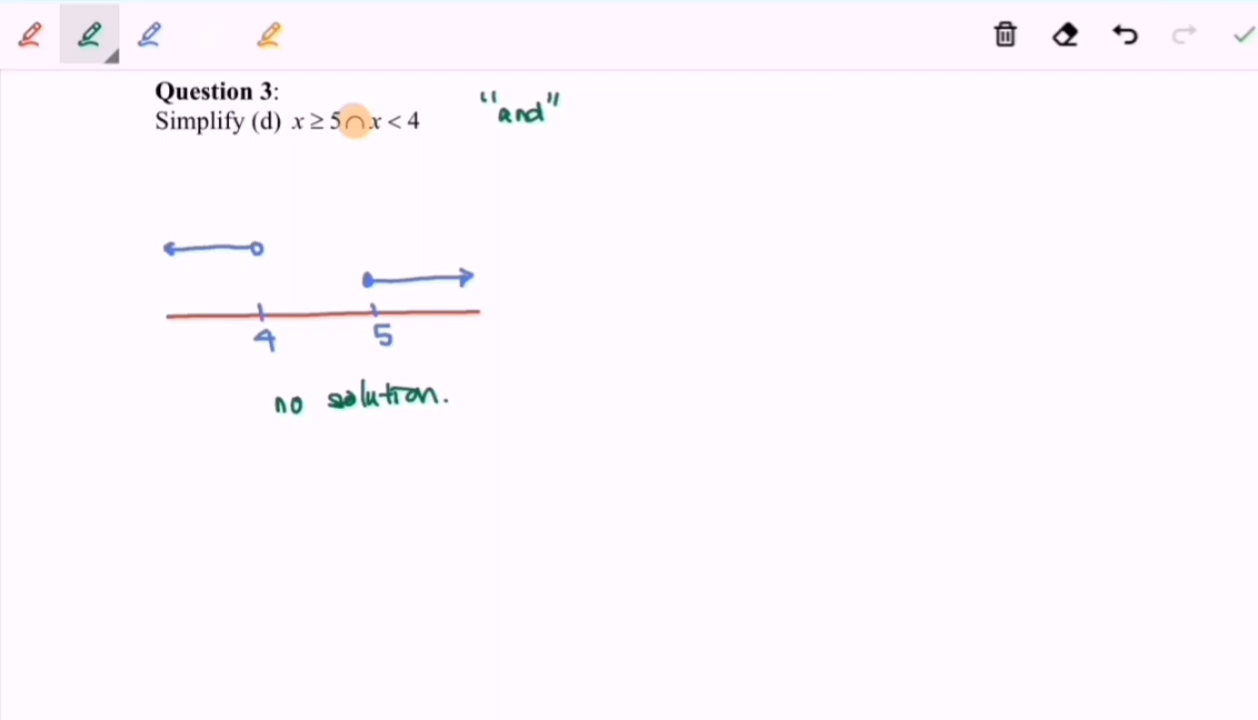 Question 3:
Simplify (d) x ≥ 5 ∩ x < 4 "and"
4 5
no solution.